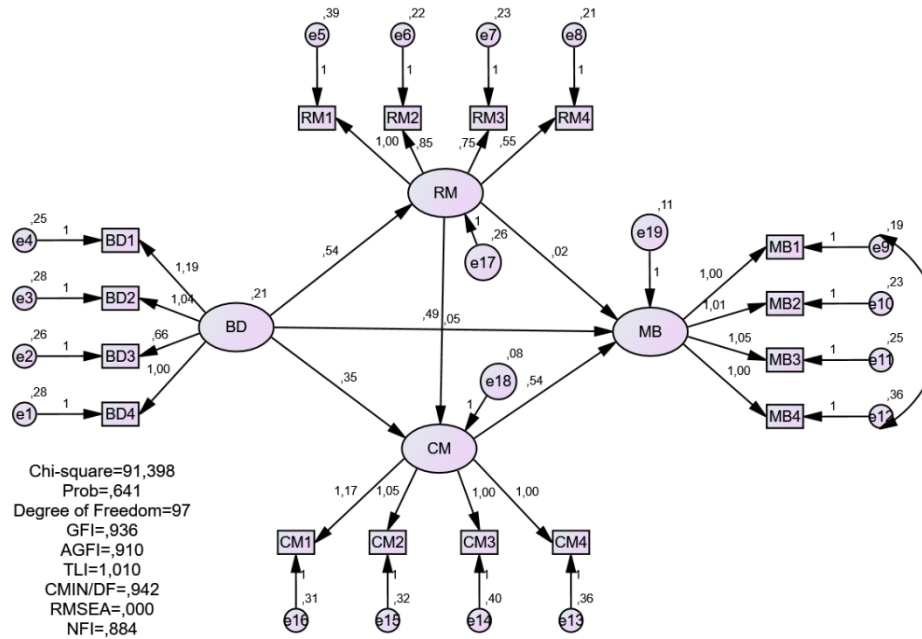 ,39 ,22 ,23 ,21
e5 e6 e7 e8
1 1 1 1
RM1 RM2 RM3 RM4
1,00 ,85 ,75 ,55
RM
1 ,26
e17
,11
e19
1
,25
e4 1 BD1
1,19
,28
e3 1 BD2
1,04
,26
e2 1 BD3
,66
,28
e1 1 BD4
1,00
,21
BD
,54
,02
,49 ,05
,35
,54
MB
,19
1,00 MB1 1 e9
,23
1,01 MB2 1 e10
,25
1,05 MB3 1 e11
,36
1,00 MB4 1 e12
,08
e18
1
CM
1,17 1,05 1,00 1,00
CM1 CM2 CM3 CM4
1 1 1 1
,31 ,32 ,40 ,36
e16 e15 e14 e13
Chi-square=91,398
Prob=,641
Degree of Freedom=97
GFI=,936
AGFI=,910
TLI=1,010
CMIN/DF=,942
RMSEA=,000
NFI=,884